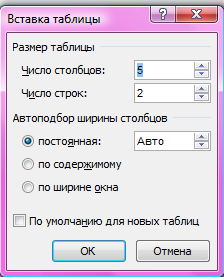 Вставка таблицы
Размер таблицы
Число столбцов: 5
Число строк: 2
Автоподбор ширины столбцов
постоянная: Авто
по содержимому
по ширине окна
По умолчанию для новых таблиц
ОК Отмена